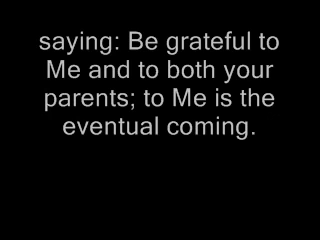 saying: Be grateful to
Me and to both your
parents; to Me is the
eventual coming.